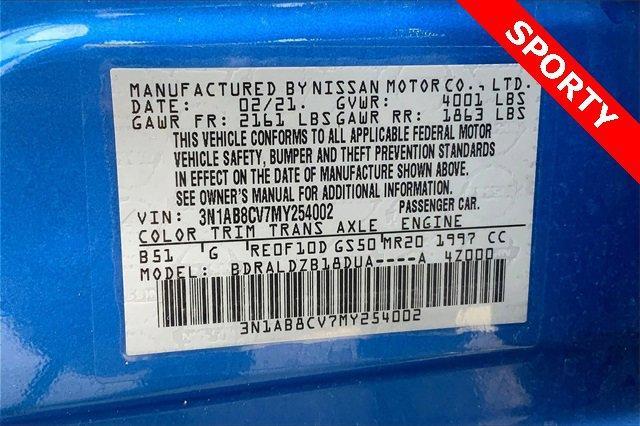 SPORTY
MANUFACTURED BY NISSAN MOTOR CO., LTD.
DATE: 02/21. GVWR: 4001 LBS
GAWR FR: 2161 LBS GAWR RR: 1863 LBS
THIS VEHICLE CONFORMS TO ALL APPLICABLE FEDERAL MOTOR
VEHICLE SAFETY, BUMPER AND THEFT PREVENTION STANDARDS
IN EFFECT ON THE DATE OF MANUFACTURE SHOWN ABOVE.
SEE OWNER'S MANUAL FOR ADDITIONAL INFORMATION.
VIN: 3N1AB8CV7MY254002 PASSENGER CAR.
COLOR TRIM TRANS AXLE ENGINE
B51 G RE0F10D GS50 MR20 1997 CC
MODEL: BDRALDZB18DUA----A 4Z000
3N1AB8CV7MY254002